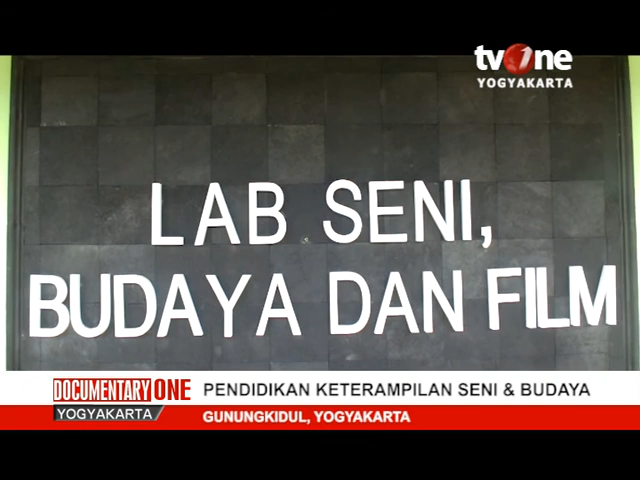 tvOne
YOGYAKARTA
LAB SENI,
BUDAYA DAN FILM
DOCUMENTARY ONE
PENDIDIKAN KETERAMPILAN SENI & BUDAYA
YOGYAKARTA
GUNUNGKIDUL, YOGYAKARTA